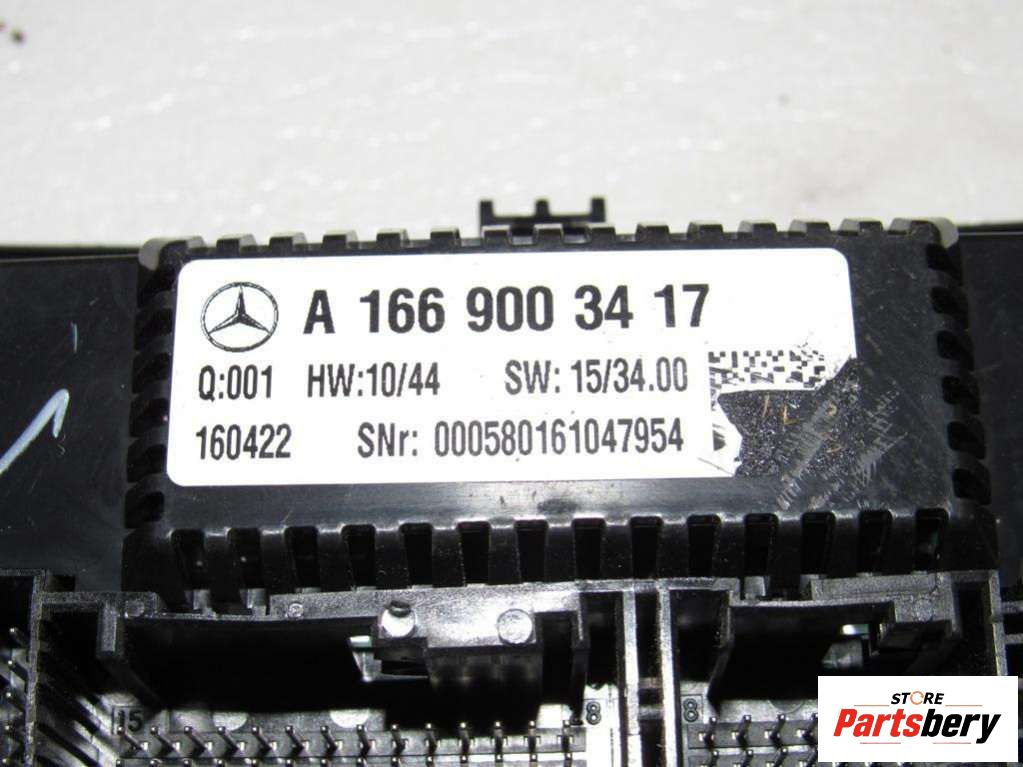 A 166 900 34 17
Q:001 HW:10/44 SW: 15/34.00
160422 SNr: 000580161047954
15 8 8
STORE
Partsbery